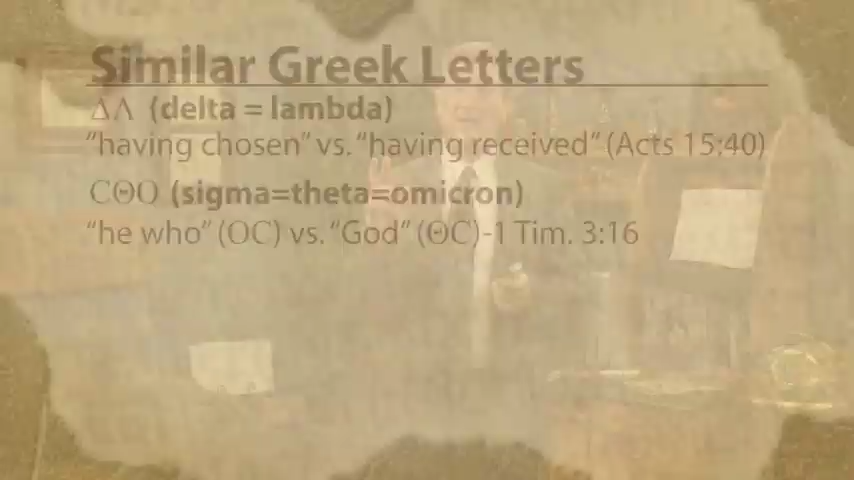 Similar Greek Letters
ΔΛ (delta = lambda)
“having chosen” vs. “having received” (Acts 15:40)
CΘO (sigma=theta=omicron)
“he who” (OC) vs. “God” (ΘC)-1 Tim. 3:16